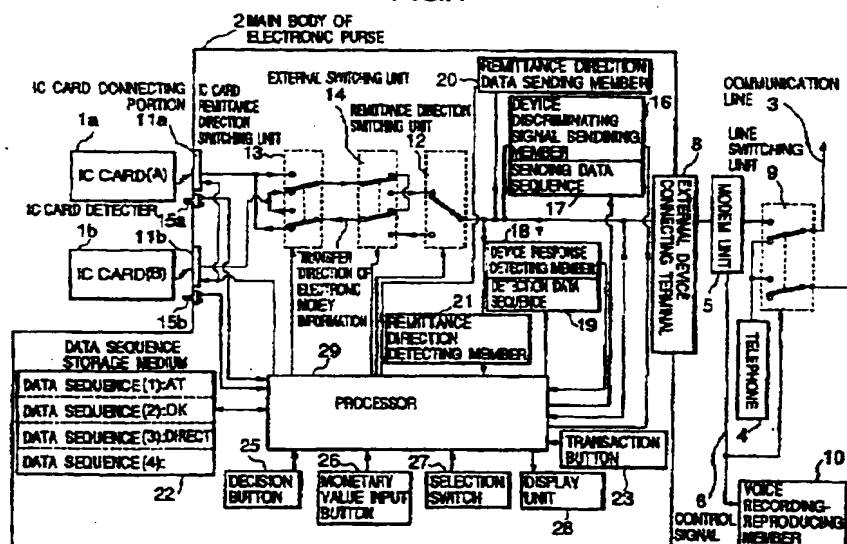 2 MAIN BODY OF
ELECTRONIC PURSE
IC CARD CONNECTING
PORTION
1a
11a
IC CARD(A)
IC CARD DETECTER
15a
1b
11b
IC CARD(B)
15b
IC CARD
REMITTANCE
DIRECTION
SWITCHING UNIT
13
EXTERNAL SWITCHING UNIT
14
REMITTANCE DIRECTION
SWITCHING UNIT
12
TRANSFER
DIRECTION OF
ELECTRONIC
MONEY
INFORMATION
20
REMITTANCE DIRECTION
DATA SENDING MEMBER
16
DEVICE
DISCRIMINATING
SIGNAL SENDINING
MEMBER
SENDING DATA
SEQUENCE
17
18
DEVICE RESPONSE
DETECTING MEMBER
DETECTION DATA
SEQUENCE
19
21
REMITTANCE
DIRECTION
DETECTING MEMBER
8
EXTERNAL DEVICE
CONNECTING TERMINAL
MODEM UNIT
5
COMMUNICATION
LINE
3
LINE
SWITCHING
UNIT
9
TELEPHONE
4
6
CONTROL
SIGNAL
10
VOICE
RECORDING-
REPRODUCING
MEMBER
DATA SEQUENCE
STORAGE MEDIUM
DATA SEQUENCE(1):AT
DATA SEQUENCE(2):OK
DATA SEQUENCE(3):DIRECT
DATA SEQUENCE(4):
22
29
PROCESSOR
25
DECISION
BUTTON
26
MONETARY
VALUE INPUT
BUTTON
27
SELECTION
SWITCH
DISPLAY
UNIT
28
TRANSACTION
BUTTON
23